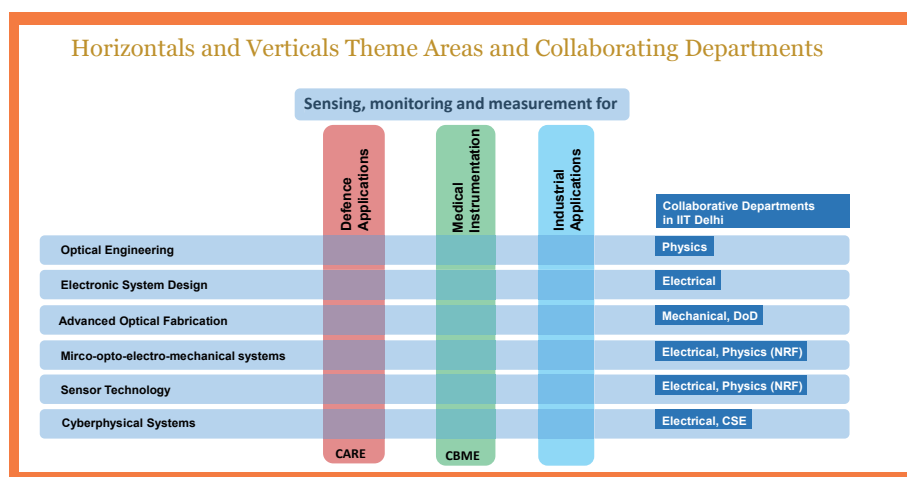 Horizontals and Verticals Theme Areas and Collaborating Departments
Sensing, monitoring and measurement for
Defence
Applications
Medical
Instrumentation
Industrial
Applications
Collaborative Departments
in IIT Delhi
Optical Engineering
Physics
Electronic System Design
Electrical
Advanced Optical Fabrication
Mechanical, DoD
Mirco-opto-electro-mechanical systems
Electrical, Physics (NRF)
Sensor Technology
Electrical, Physics (NRF)
Cyberphysical Systems
Electrical, CSE
CARE
CBME